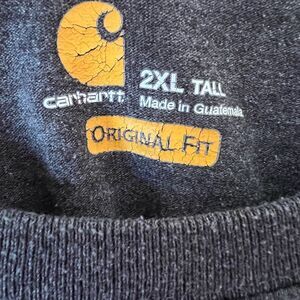 2XL TALL
carhartt Made in Guatemala
ORIGINAL FIT